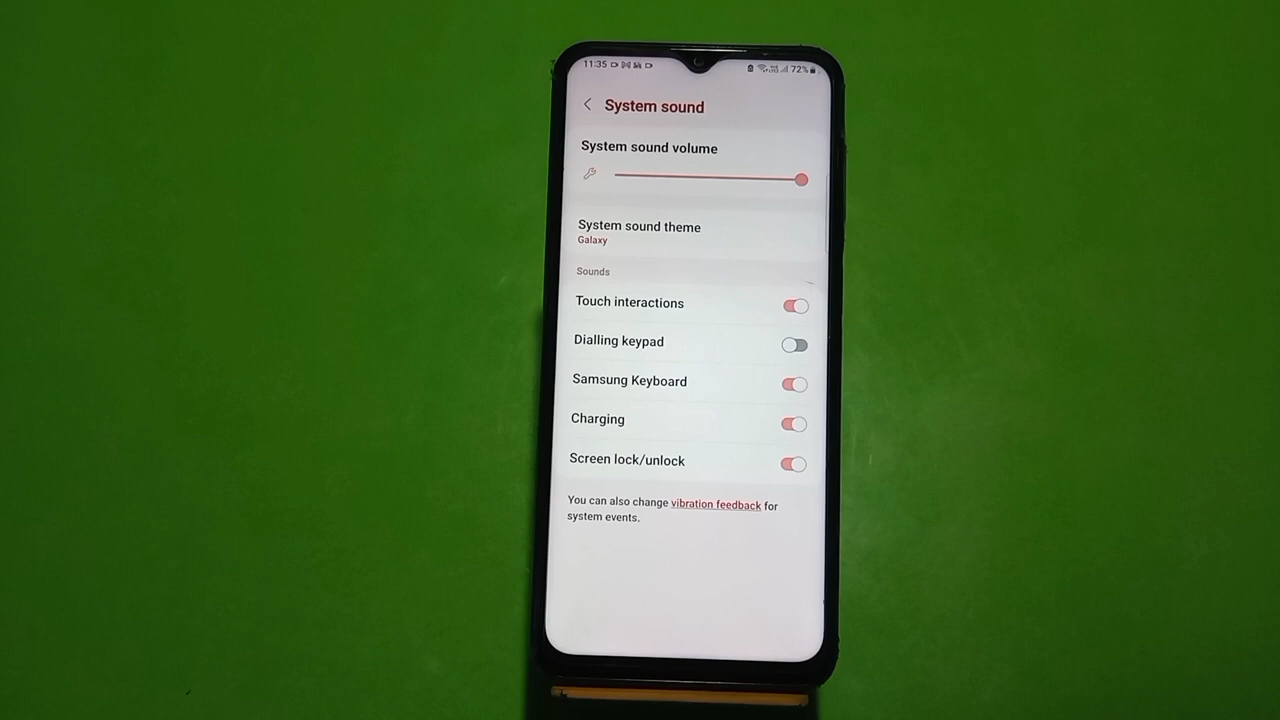 11:35
72%
System sound
System sound volume
System sound theme
Galaxy
Sounds
Touch interactions
Dialling keypad
Samsung Keyboard
Charging
Screen lock/unlock
You can also change vibration feedback for
system events.